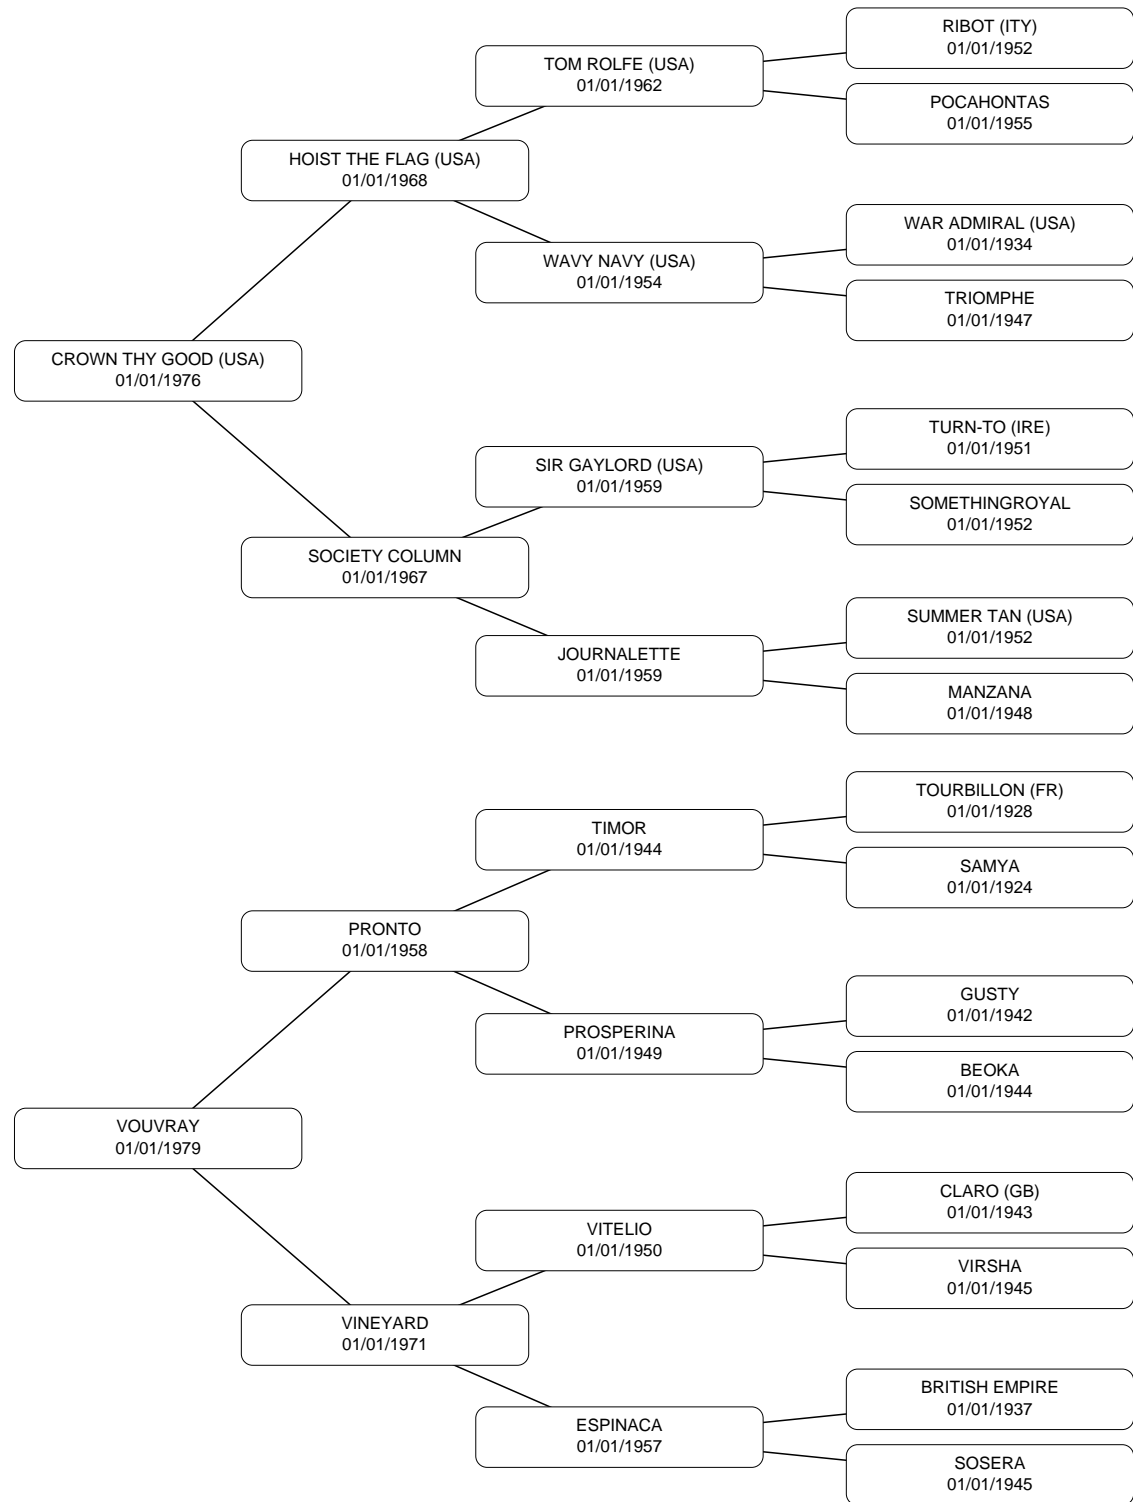 RIBOT (ITY)
01/01/1952
TOM ROLFE (USA)
01/01/1962
POCAHONTAS
01/01/1955
HOIST THE FLAG (USA)
01/01/1968
WAR ADMIRAL (USA)
01/01/1934
WAVY NAVY (USA)
01/01/1954
TRIOMPHE
01/01/1947
CROWN THY GOOD (USA)
01/01/1976
TURN-TO (IRE)
01/01/1951
SIR GAYLORD (USA)
01/01/1959
SOMETHINGROYAL
01/01/1952
SOCIETY COLUMN
01/01/1967
SUMMER TAN (USA)
01/01/1952
JOURNALETTE
01/01/1959
MANZANA
01/01/1948
TOURBILLON (FR)
01/01/1928
TIMOR
01/01/1944
SAMYA
01/01/1924
PRONTO
01/01/1958
GUSTY
01/01/1942
PROSPERINA
01/01/1949
BEOKA
01/01/1944
VOUVRAY
01/01/1979
CLARO (GB)
01/01/1943
VITELIO
01/01/1950
VIRSHA
01/01/1945
VINEYARD
01/01/1971
BRITISH EMPIRE
01/01/1937
ESPINACA
01/01/1957
SOSERA
01/01/1945